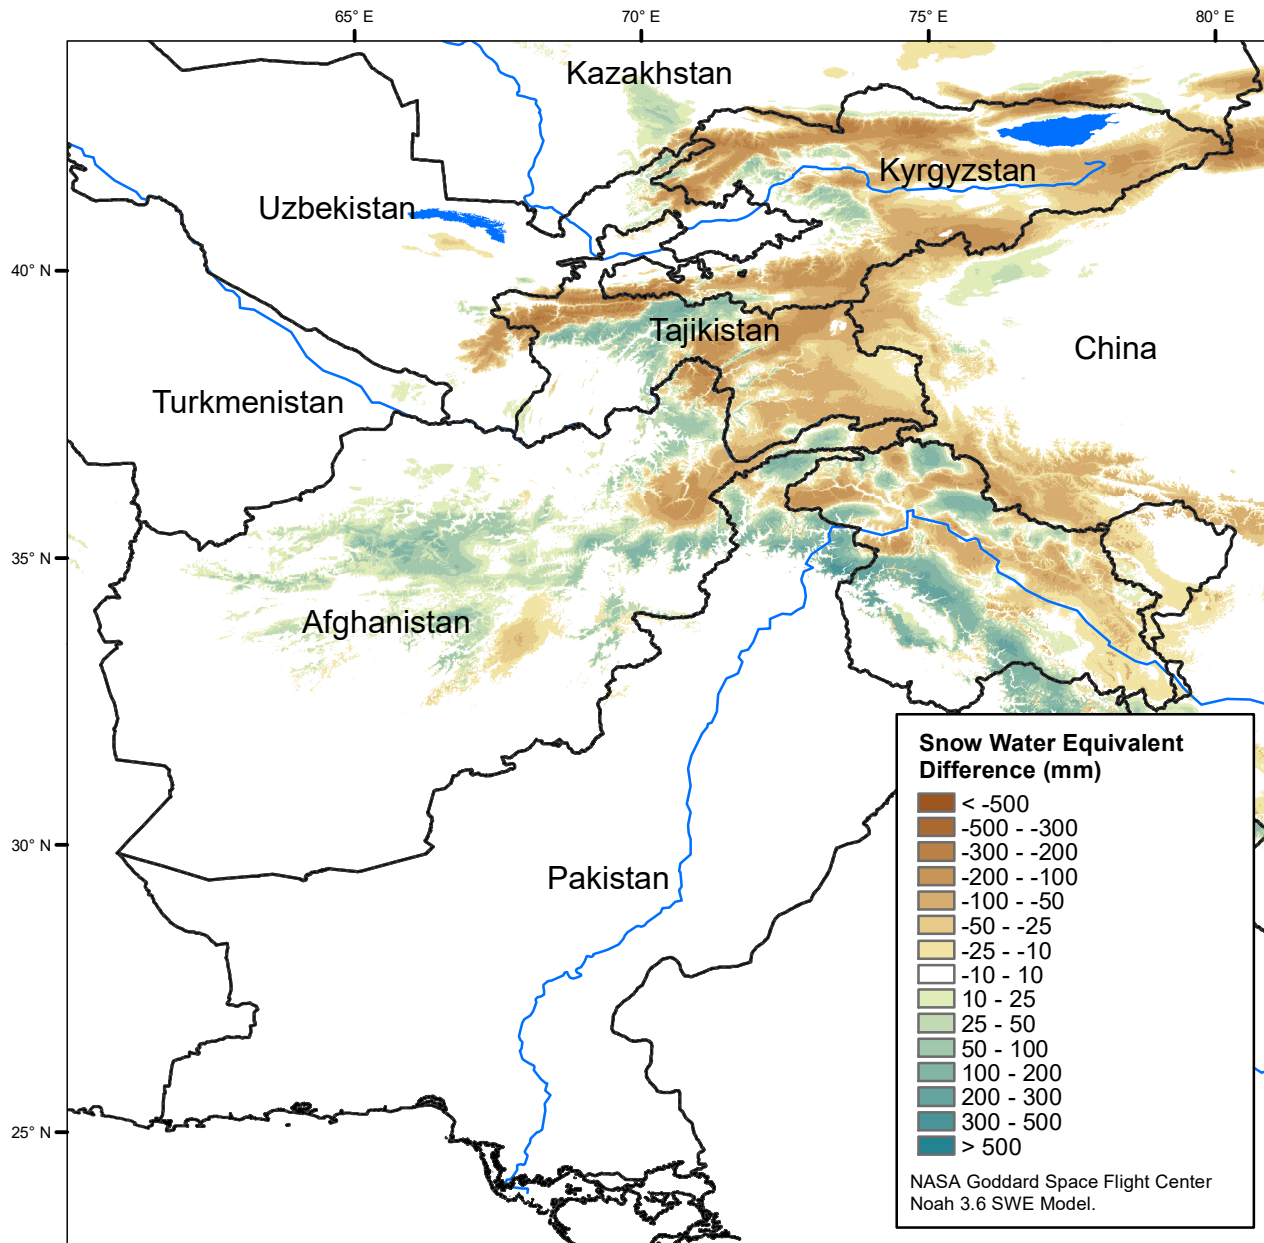 65° E
70° E
75° E
80° E
Kazakhstan
Kyrgyzstan
Uzbekistan
40° N
Tajikistan
China
Turkmenistan
35° N
Afghanistan
30° N
Pakistan
25° N
Snow Water Equivalent
Difference (mm)
< -500
-500 - -300
-300 - -200
-200 - -100
-100 - -50
-50 - -25
-25 - -10
-10 - 10
10 - 25
25 - 50
50 - 100
100 - 200
200 - 300
300 - 500
> 500
NASA Goddard Space Flight Center
Noah 3.6 SWE Model.